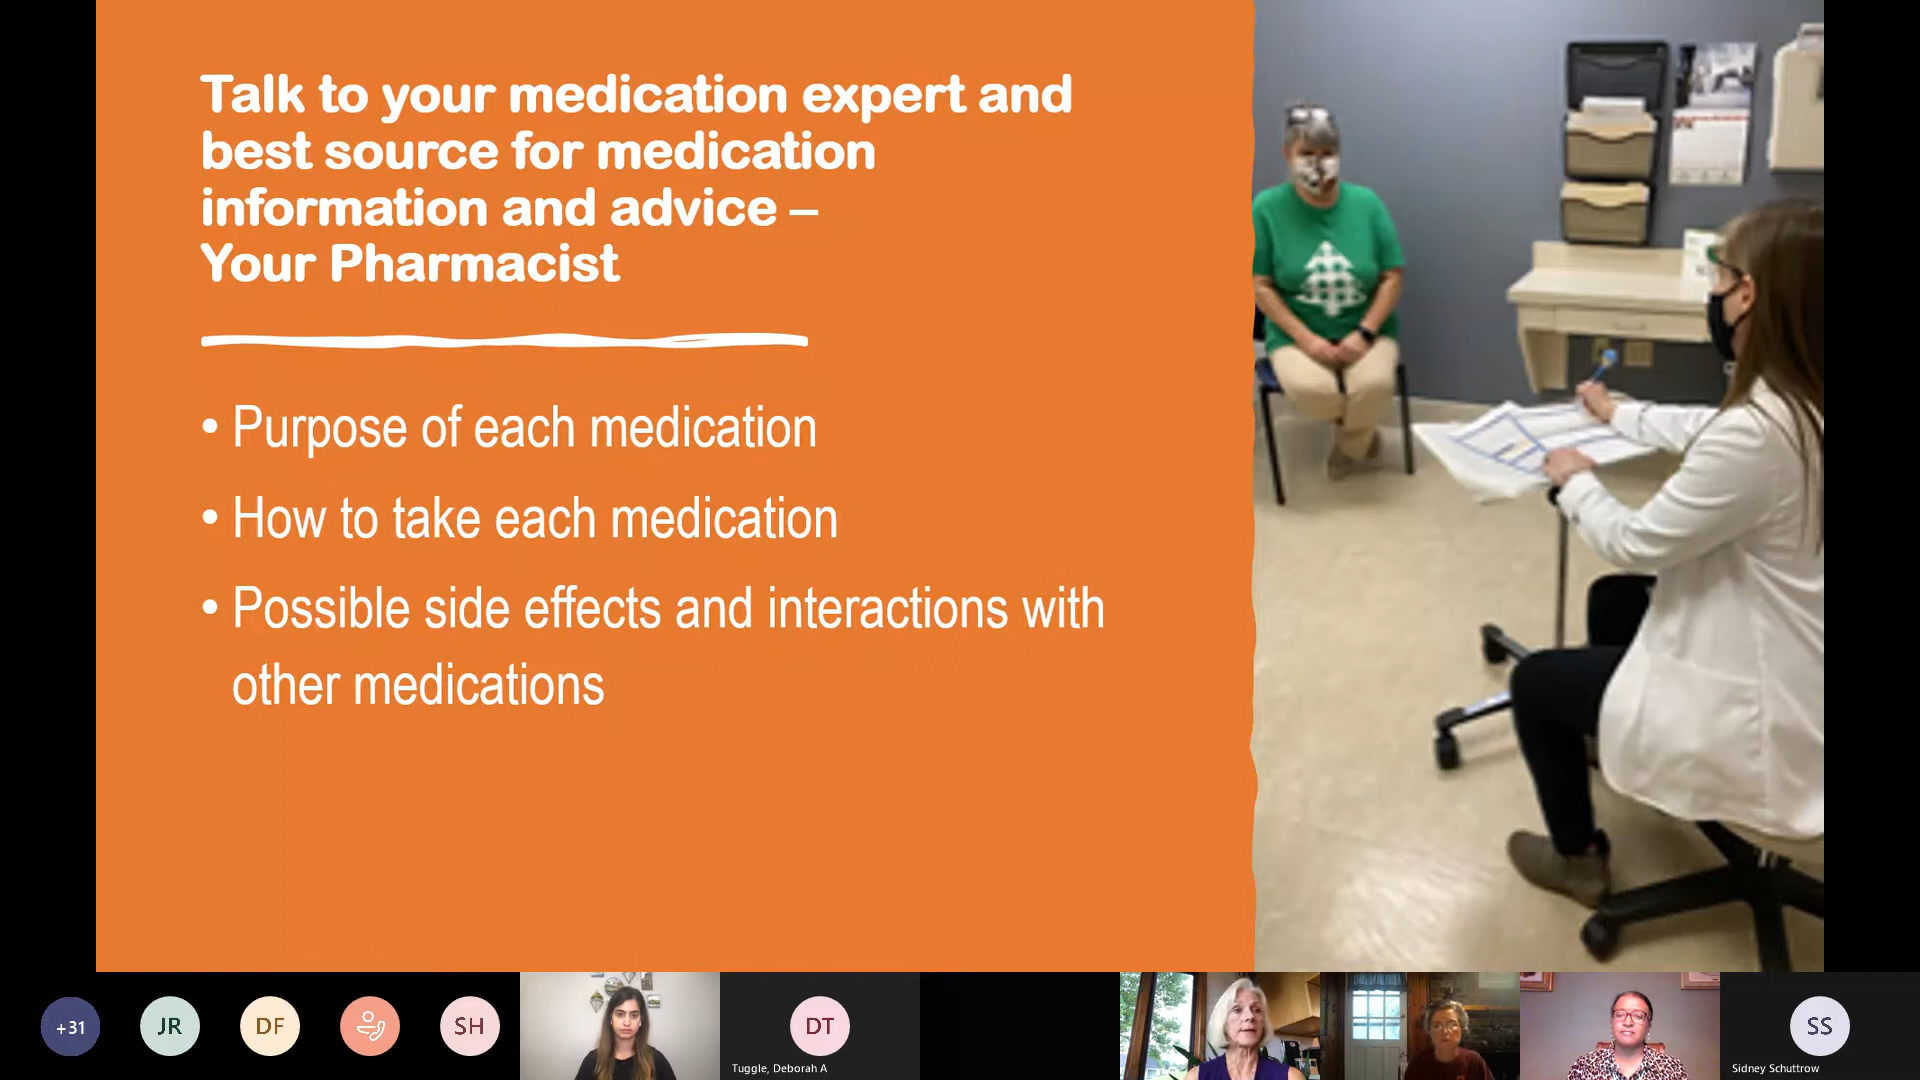 Talk to your medication expert and
best source for medication
information and advice –
Your Pharmacist
• Purpose of each medication
• How to take each medication
• Possible side effects and interactions with
other medications
+31
JR
DF
SH
DT
Tuggle, Deborah A
SS
Sidney Schuttrow